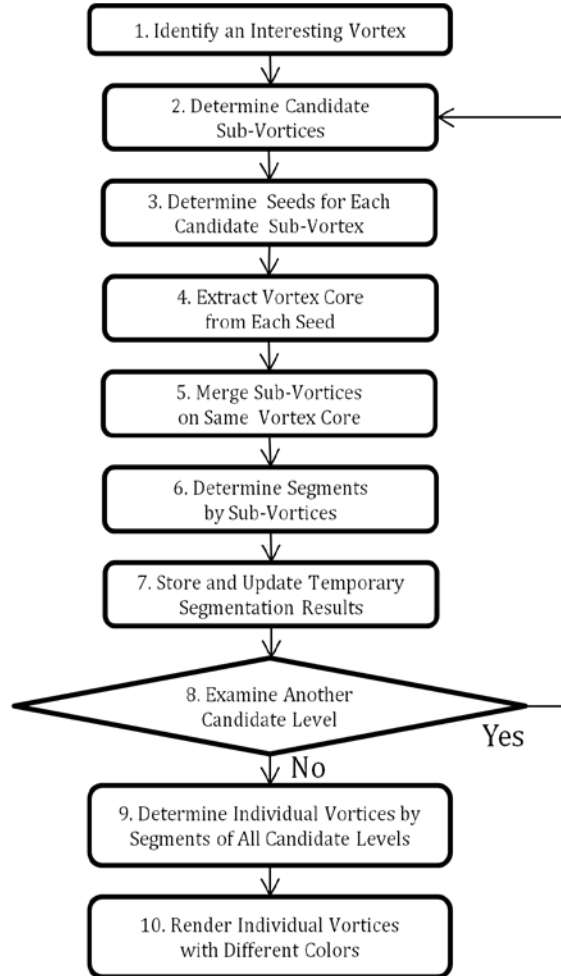 1. Identify an Interesting Vortex
2. Determine Candidate
Sub-Vortices
3. Determine Seeds for Each
Candidate Sub-Vortex
4. Extract Vortex Core
from Each Seed
5. Merge Sub-Vortices
on Same Vortex Core
6. Determine Segments
by Sub-Vortices
7. Store and Update Temporary
Segmentation Results
8. Examine Another
Candidate Level
Yes
No
9. Determine Individual Vortices by
Segments of All Candidate Levels
10. Render Individual Vortices
with Different Colors